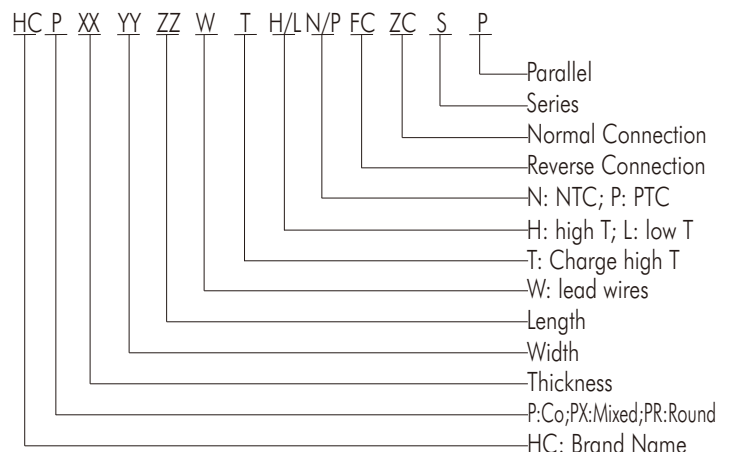 HC P XX YY ZZ W T H/L N/P FC ZC S P
Parallel
Series
Normal Connection
Reverse Connection
N: NTC; P: PTC
H: high T; L: low T
T: Charge high T
W: lead wires
Length
Width
Thickness
P:Co;PX:Mixed;PR:Round
HC: Brand Name